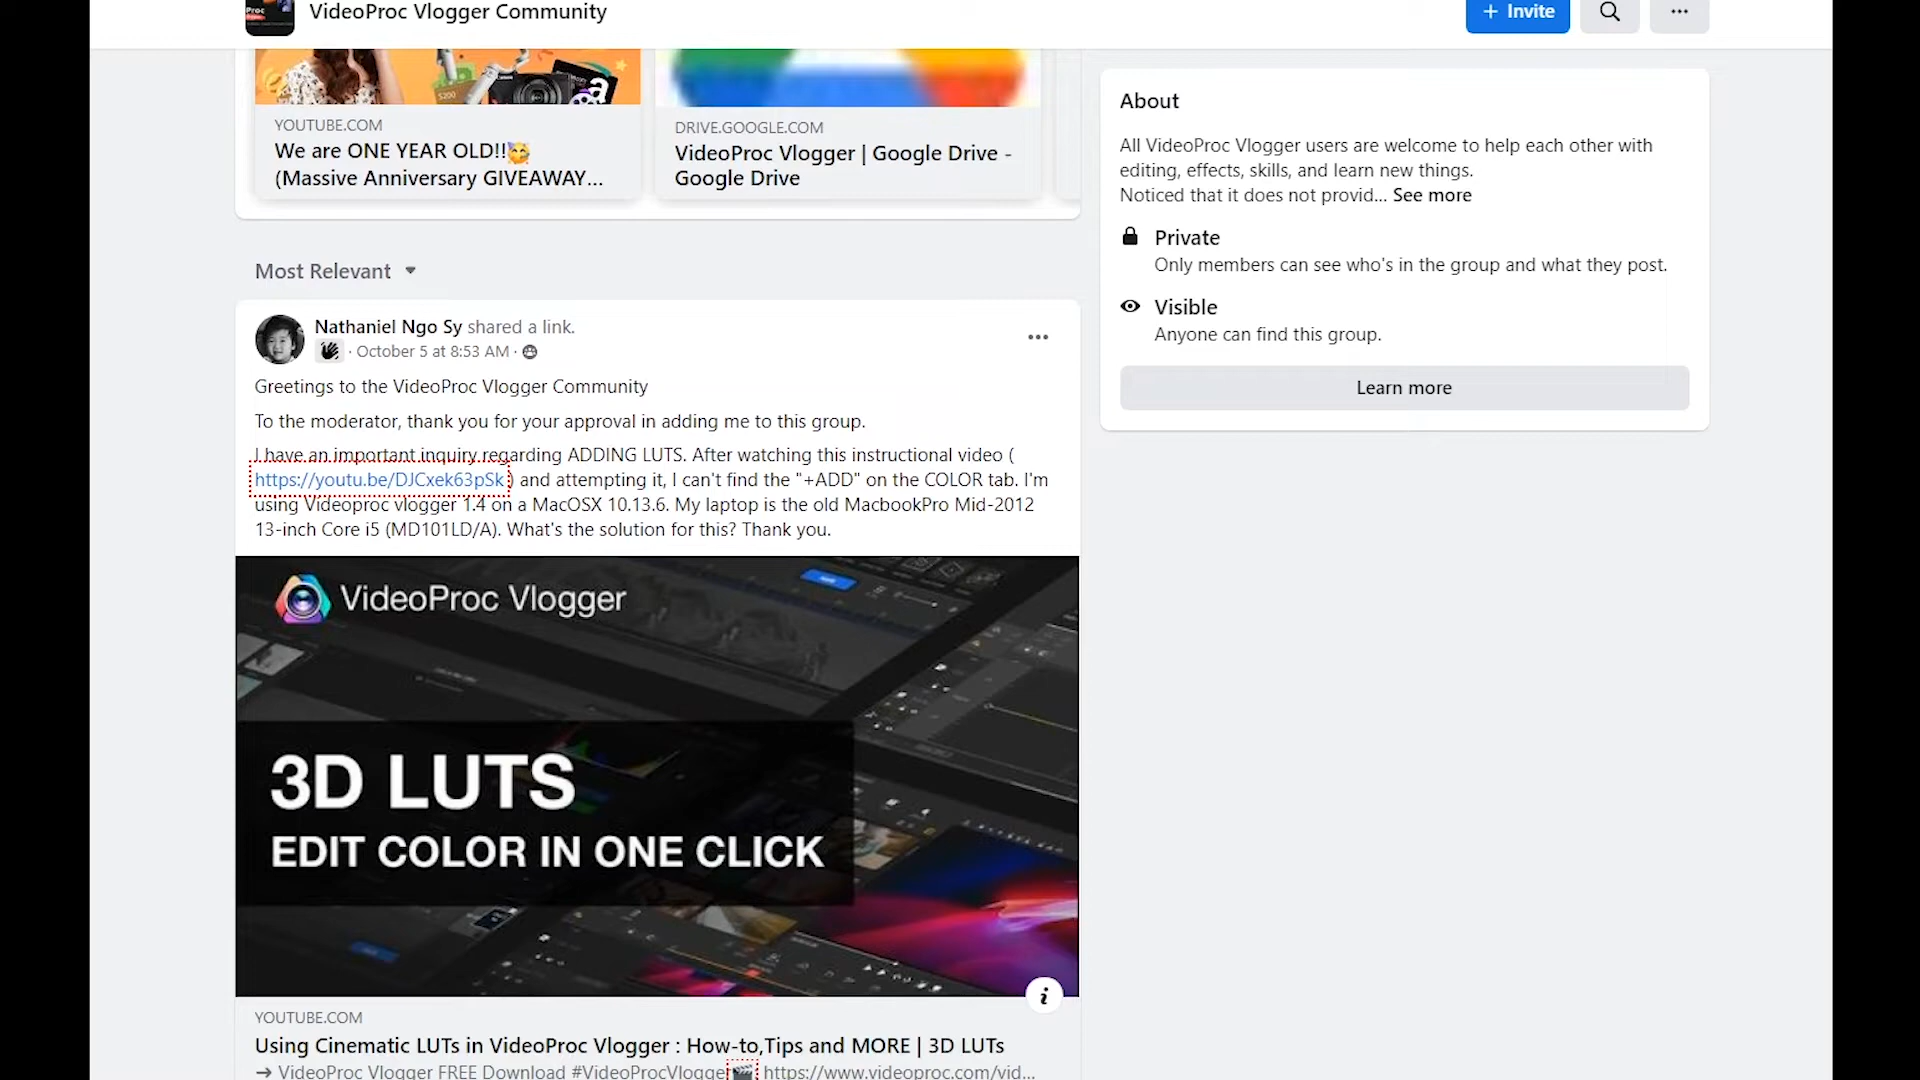 VideoProc Vlogger Community
+ Invite
YOUTUBE.COM
We are ONE YEAR OLD!!🥳
(Massive Anniversary GIVEAWAY...
DRIVE.GOOGLE.COM
VideoProc Vlogger | Google Drive -
Google Drive
About
All VideoProc Vlogger users are welcome to help each other with
editing, effects, skills, and learn new things.
Noticed that it does not provid... See more
Private
Only members can see who's in the group and what they post.
Visible
Anyone can find this group.
Learn more
Most Relevant
Nathaniel Ngo Sy shared a link.
· October 5 at 8:53 AM ·
Greetings to the VideoProc Vlogger Community
To the moderator, thank you for your approval in adding me to this group.
I have an important inquiry regarding ADDING LUTS. After watching this instructional video (
https://youtu.be/DJCxek63pSk) and attempting it, I can't find the "+ADD" on the COLOR tab. I'm
using Videoproc vlogger 1.4 on a MacOSX 10.13.6. My laptop is the old MacbookPro Mid-2012
13-inch Core i5 (MD101LD/A). What's the solution for this? Thank you.
VideoProc Vlogger
3D LUTS
EDIT COLOR IN ONE CLICK
YOUTUBE.COM
Using Cinematic LUTs in VideoProc Vlogger : How-to,Tips and MORE | 3D LUTs
→ VideoProc Vlogger FREE Download #VideoProcVlogger🎬 https://www.videoproc.com/vid...